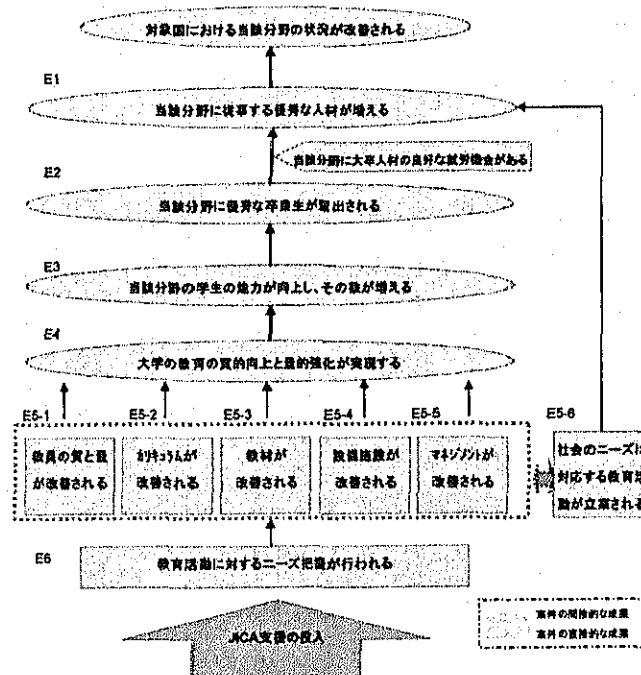 対象国における当該分野の状況が改善される
E1
当該分野に従事する優秀な人材が増える
当該分野に大卒人材の良好な就労機会がある
E2
当該分野に優秀な卒業生が輩出される
E3
当該分野の学生の能力が向上し、その数が増える
E4
大学の教育の質的向上と量的強化が実現する
E5-1
E5-2
E5-3
E5-4
E5-5
E5-6
教員の質と量
が改善される
カリキュラムが
改善される
教材が
改善される
設備施設が
改善される
マネジメントが
改善される
社会のニーズに
対応する教育活
動が立案される
E6
教育活動に対するニーズ把握が行われる
JICA支援の投入
案件の間接的な成果
案件の直接的な成果